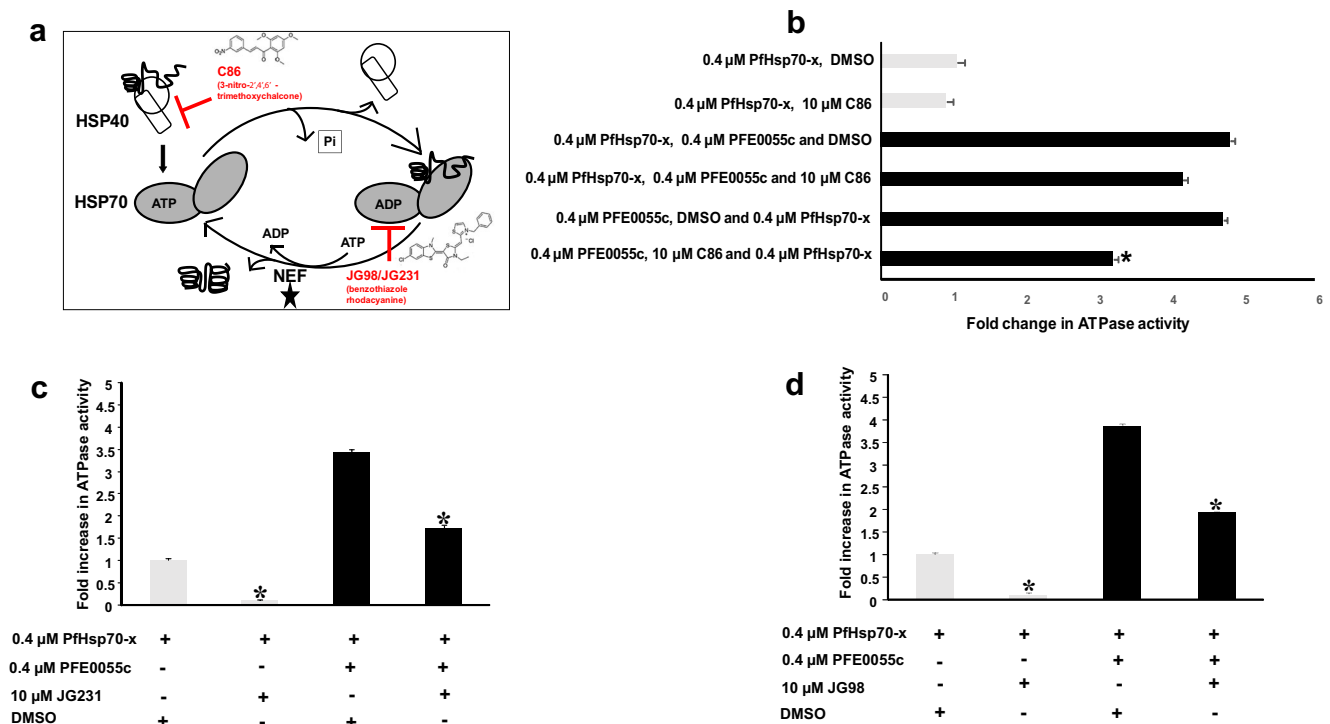 a
NO₂
O
O
O
O
C86
(3-nitro-2',4',6' -
trimethoxychalcone)
HSP40
Pi
HSP70
ATP
ADP
ADP
ATP
NEF
JG98/JG231
(benzothiazole
rhodacyanine)
N
S
Cl
S
N
O
S
N
Cl
b
0.4 µM PfHsp70-x, DMSO
0.4 µM PfHsp70-x, 10 µM C86
0.4 µM PfHsp70-x, 0.4 µM PFE0055c and DMSO
0.4 µM PfHsp70-x, 0.4 µM PFE0055c and 10 µM C86
0.4 µM PFE0055c, DMSO and 0.4 µM PfHsp70-x
0.4 µM PFE0055c, 10 µM C86 and 0.4 µM PfHsp70-x
*
0 1 2 3 4 5 6
Fold change in ATPase activity
c
Fold increase in ATPase activity
5
4.5
4
3.5
3
2.5
2
1.5
1
0.5
0
* *
0.4 µM PfHsp70-x + + + +
0.4 µM PFE0055c - - + +
10 µM JG231 - + - +
DMSO + - + -
d
Fold increase in ATPase activity
5
4.5
4
3.5
3
2.5
2
1.5
1
0.5
0
* *
0.4 µM PfHsp70-x + + + +
0.4 µM PFE0055c - - + +
10 µM JG98 - + - +
DMSO + - + -